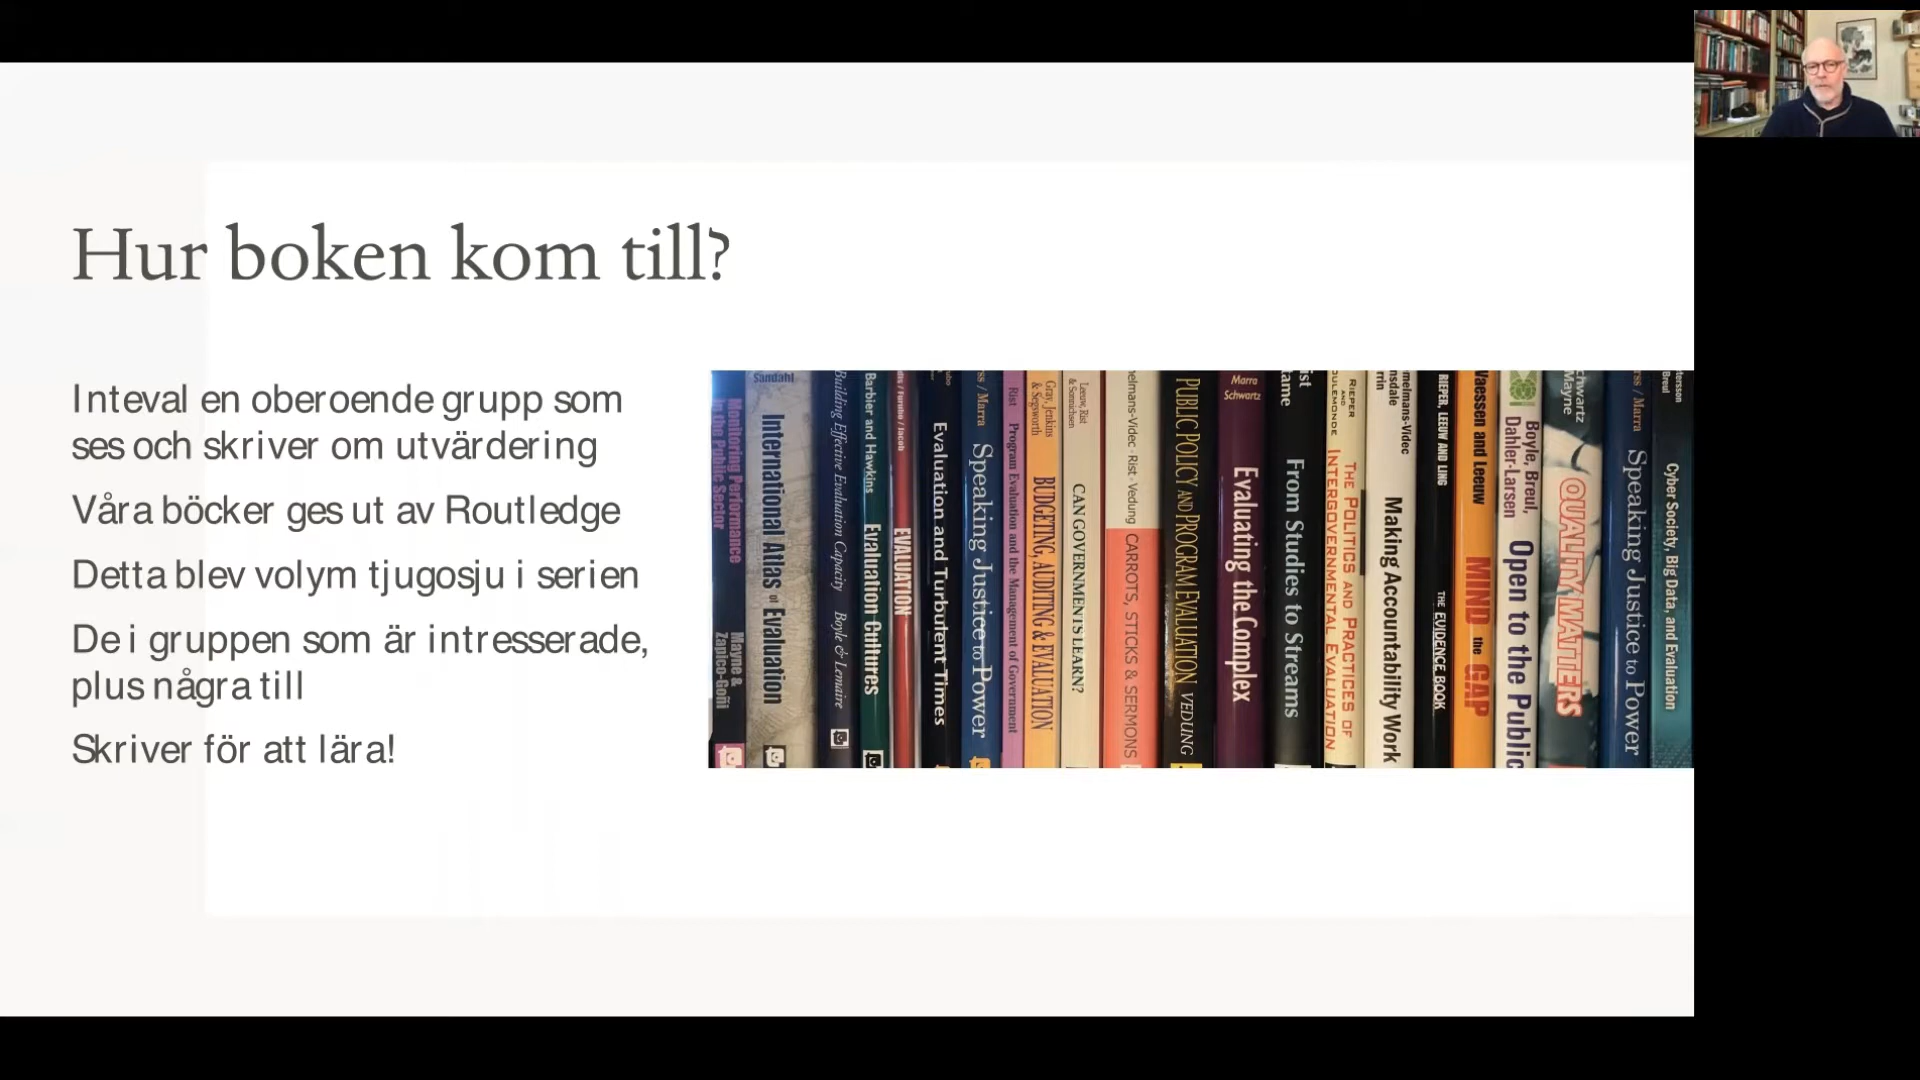 Hur boken kom till?
Inteval en oberoende grupp som
ses och skriver om utvärdering
Våra böcker ges ut av Routledge
Detta blev volym tjugosju i serien
De i gruppen som är intresserade,
plus några till
Skriver för att lära!
Monitoring Performance
in the Public Sector
Mayne &
Zapico-Goñi
Sandahl
International Atlas of Evaluation
Building Effective Evaluation Capacity
Boyle & Lemaire
Barbier and Hawkins
Evaluation Cultures
EVALUATION
Evaluation and Turbulent Times
Marra
Speaking Justice to Power
Rist
Program Evaluation and the Management of Government
Gray, Jenkins
& Segsworth
BUDGETING, AUDITING & EVALUATION
Leeuw, Rist
& Sonnichsen
CAN GOVERNMENTS LEARN?
Rist · Vedung
CARROTS, STICKS & SERMONS
PUBLIC POLICY AND PROGRAM EVALUATION
VEDUNG
Marra
Schwartz
Evaluating the Complex
From Studies to Streams
RIEPER
AND
THE POLITICS AND PRACTICES OF
INTERGOVERNMENTAL EVALUATION
Making Accountability Work
RIEPER, LEEUW AND LING
THE EVIDENCE BOOK
Vaessen and Leeuw
MIND the GAP
Boyle, Breul,
Dahler-Larsen
Open to the Public
Mayne
QUALITY MATTERS
Marra
Speaking Justice to Power
Breul
Cyber Society, Big Data, and Evaluation